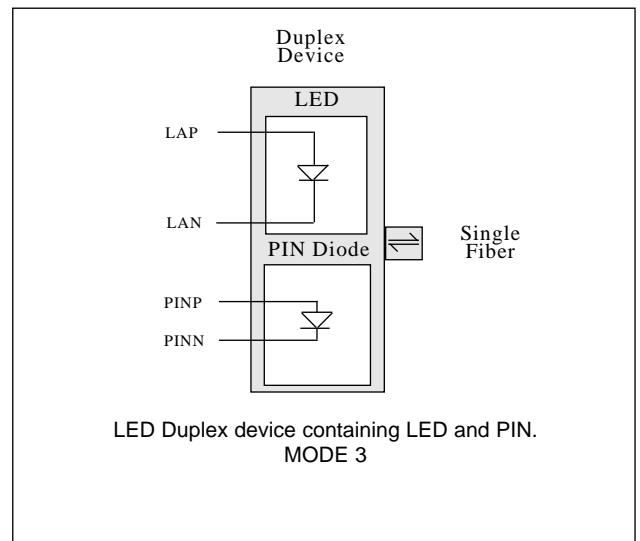 Duplex
Device
LED
LAP
LAN
PIN Diode
Single
Fiber
PINP
PINN
LED Duplex device containing LED and PIN.
MODE 3